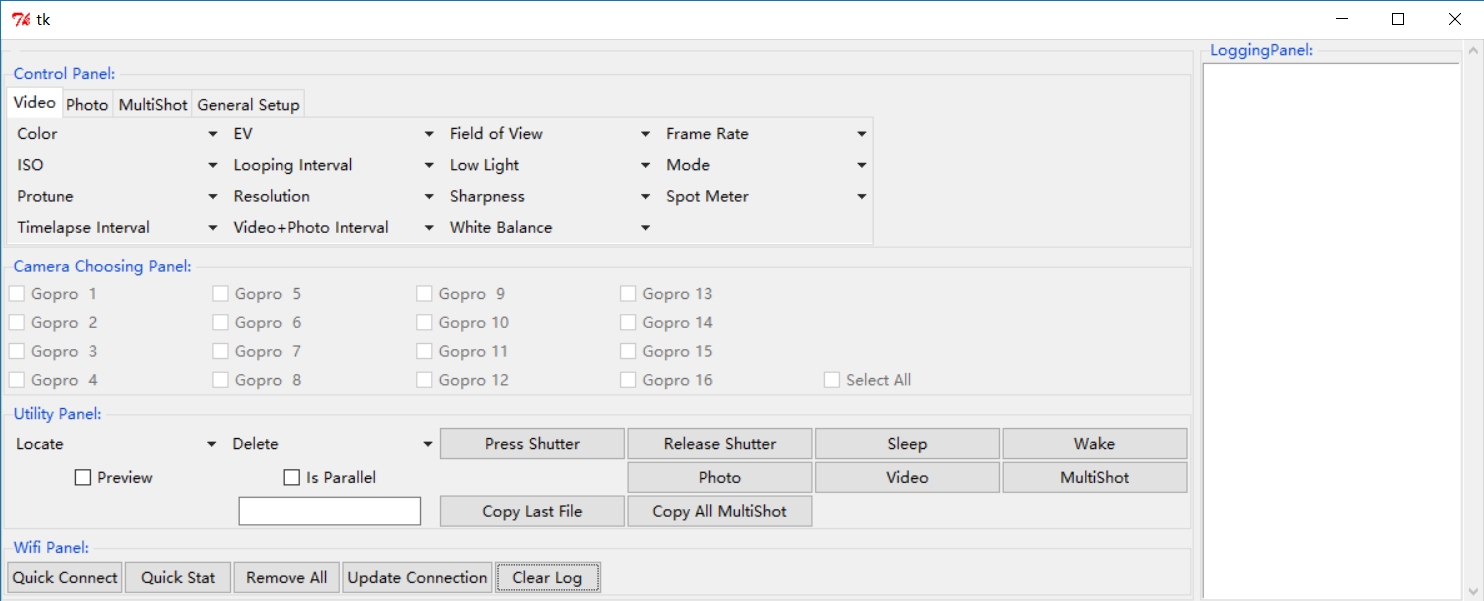 tk
LoggingPanel:
Control Panel:
Video Photo MultiShot General Setup
Color EV Field of View Frame Rate
ISO Looping Interval Low Light Mode
Protune Resolution Sharpness Spot Meter
Timelapse Interval Video+Photo Interval White Balance
Camera Choosing Panel:
Gopro 1 Gopro 5 Gopro 9 Gopro 13
Gopro 2 Gopro 6 Gopro 10 Gopro 14
Gopro 3 Gopro 7 Gopro 11 Gopro 15
Gopro 4 Gopro 8 Gopro 12 Gopro 16 Select All
Utility Panel:
Locate Delete Press Shutter Release Shutter Sleep Wake
Preview Is Parallel Photo Video MultiShot
Copy Last File Copy All MultiShot
Wifi Panel:
Quick Connect Quick Stat Remove All Update Connection Clear Log